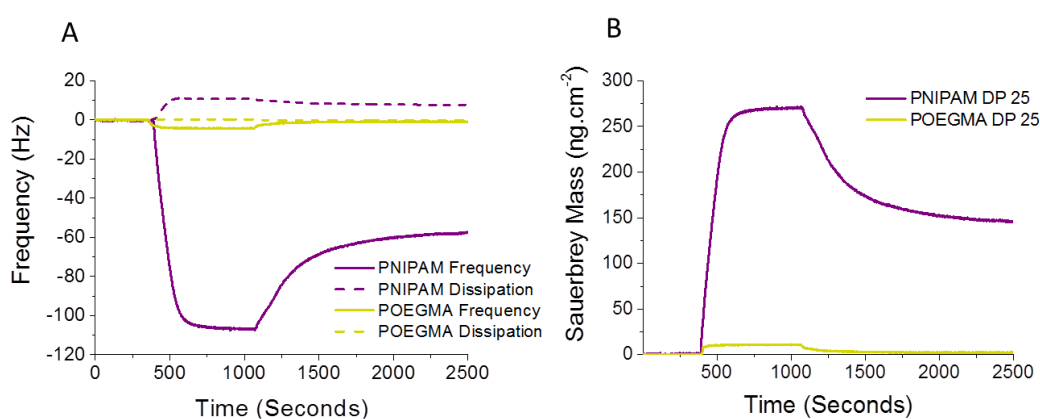 A
Frequency (Hz)
20
0
-20
-40
-60
-80
-100
-120
0
500
1000
1500
2000
2500
Time (Seconds)
PNIPAM Frequency
PNIPAM Dissipation
POEGMA Frequency
POEGMA Dissipation
B
Sauerbrey Mass (ng.cm-2)
300
250
200
150
100
50
0
500
1000
1500
2000
2500
Time (Seconds)
PNIPAM DP 25
POEGMA DP 25